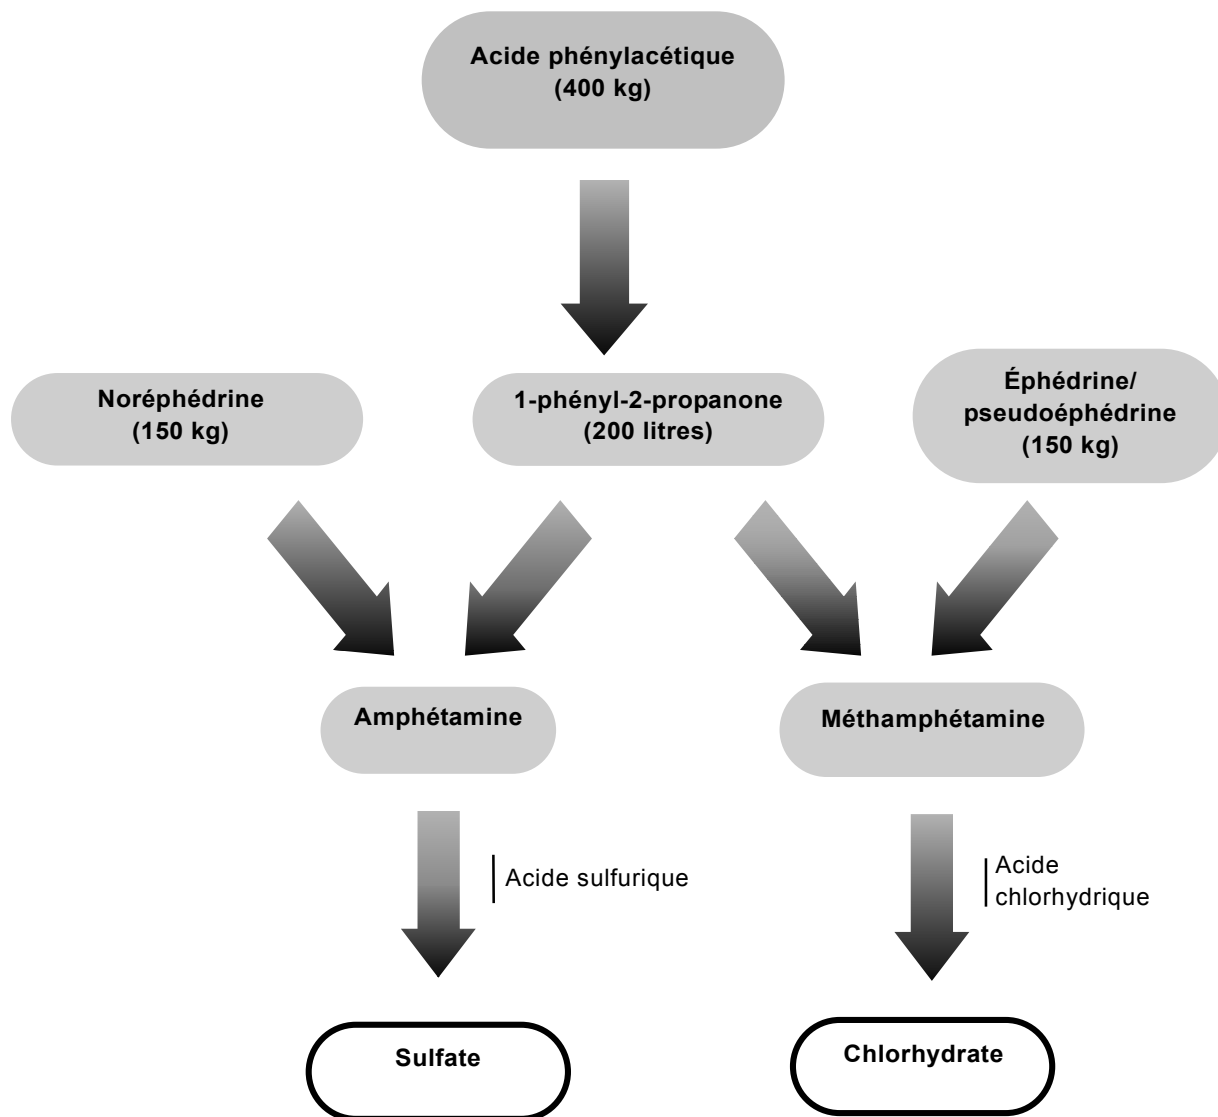 Acide phénylacétique
(400 kg)
Noréphédrine
(150 kg)
1-phényl-2-propanone
(200 litres)
Éphédrine/
pseudoéphédrine
(150 kg)
Amphétamine
Méthamphétamine
Acide sulfurique
Acide
chlorhydrique
Sulfate
Chlorhydrate